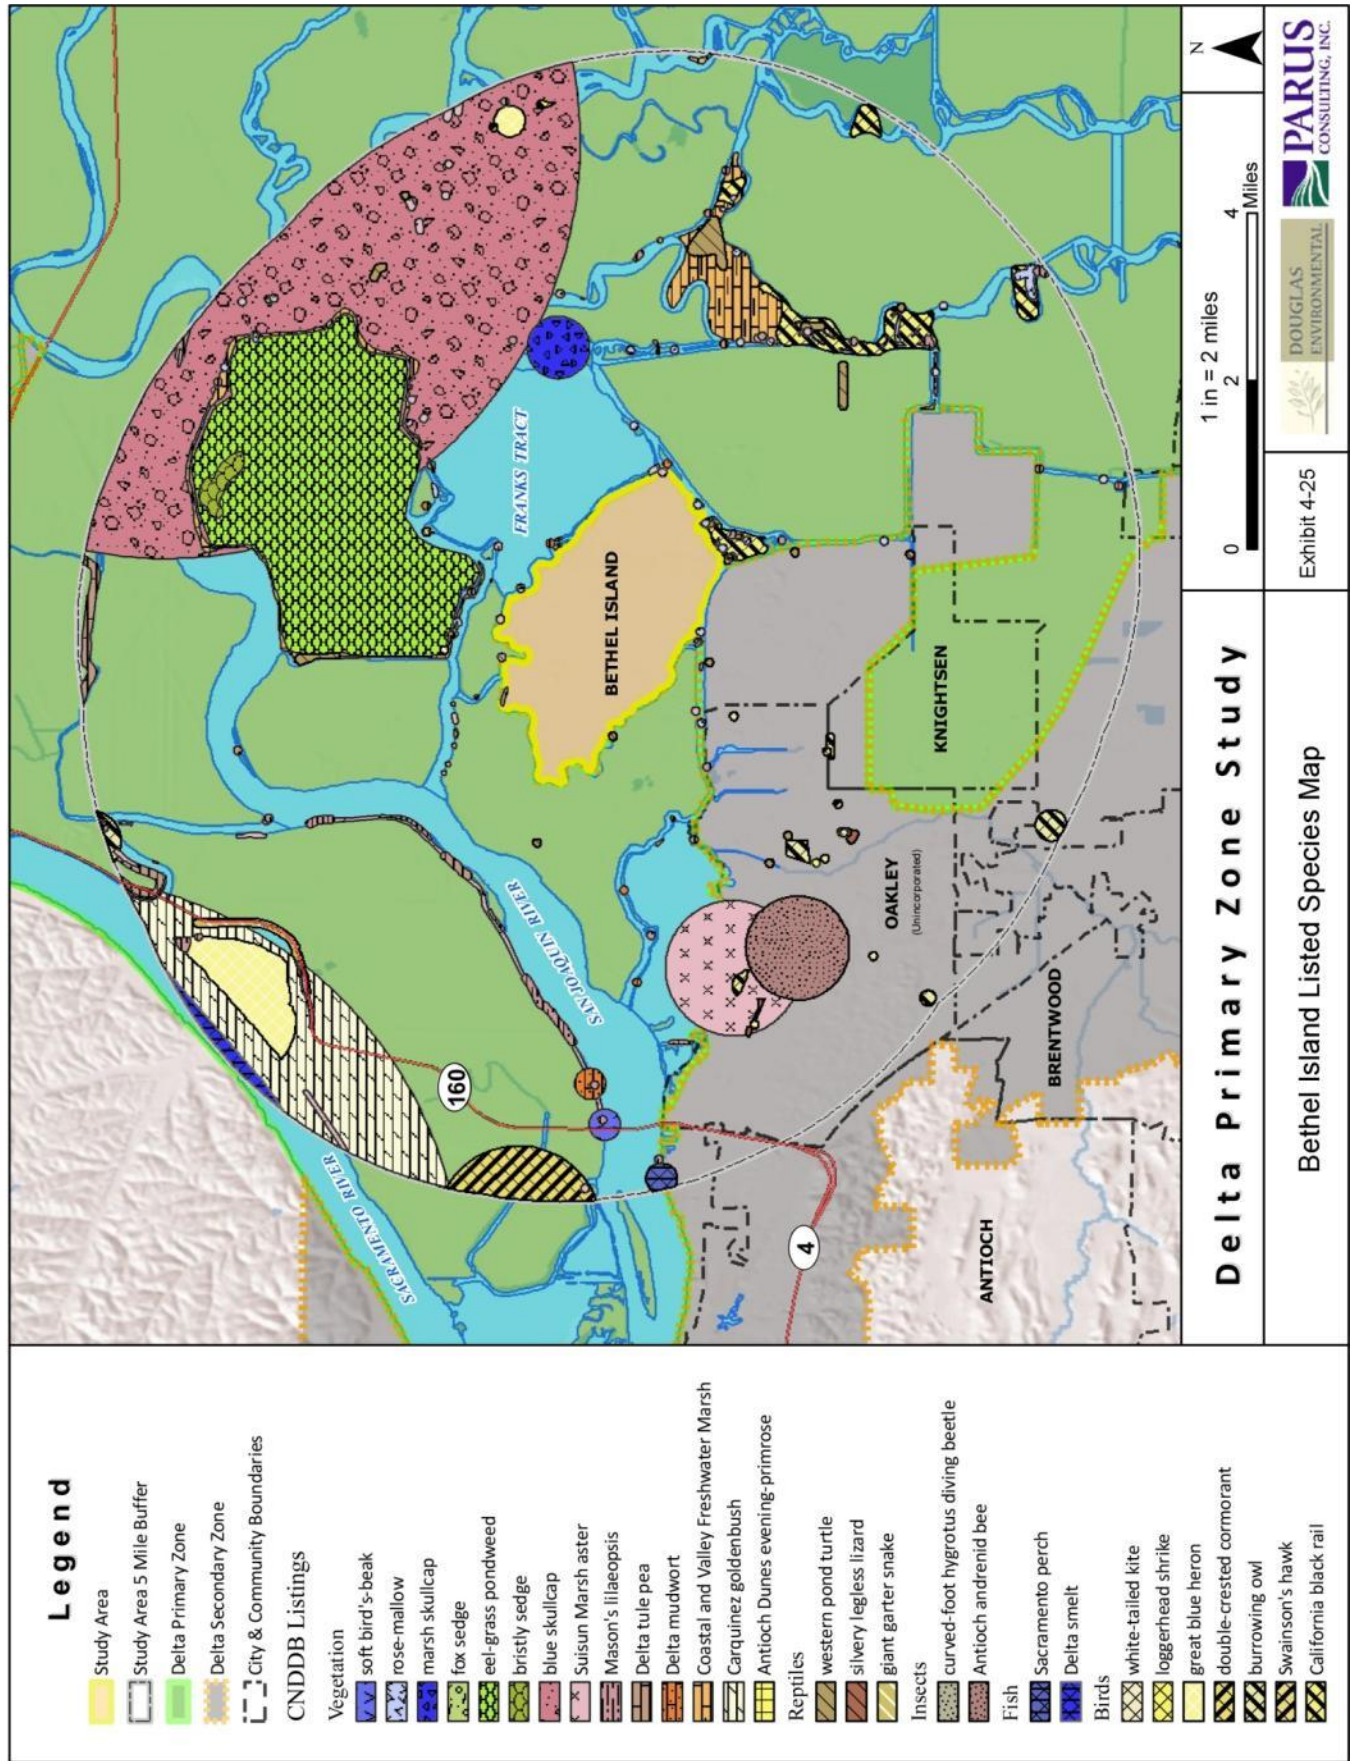 Legend
Study Area
Study Area 5 Mile Buffer
Delta Primary Zone
Delta Secondary Zone
City & Community Boundaries
CNDDB Listings
Vegetation
soft bird's-beak
rose-mallow
marsh skullcap
fox sedge
eel-grass pondweed
bristly sedge
blue skullcap
Suisun Marsh aster
Mason's lilaeopsis
Delta tule pea
Delta mudwort
Coastal and Valley Freshwater Marsh
Carquinez goldenbush
Antioch Dunes evening-primrose
Reptiles
western pond turtle
silvery legless lizard
giant garter snake
Insects
curved-foot hygrotus diving beetle
Antioch andrenid bee
Fish
Sacramento perch
Delta smelt
Birds
white-tailed kite
loggerhead shrike
great blue heron
double-crested cormorant
burrowing owl
Swainson's hawk
California black rail
SACRAMENTO RIVER
160
SAN JOAQUIN RIVER
FRANKS TRACT
BETHEL ISLAND
4
OAKLEY
(Unincorporated)
KNIGHTSEN
ANTIOCH
BRENTWOOD
Delta Primary Zone Study
Bethel Island Listed Species Map
1 in = 2 miles
0 2 4
Miles
N
Exhibit 4-25
DOUGLAS
ENVIRONMENTAL
PARUS
CONSULTING, INC.